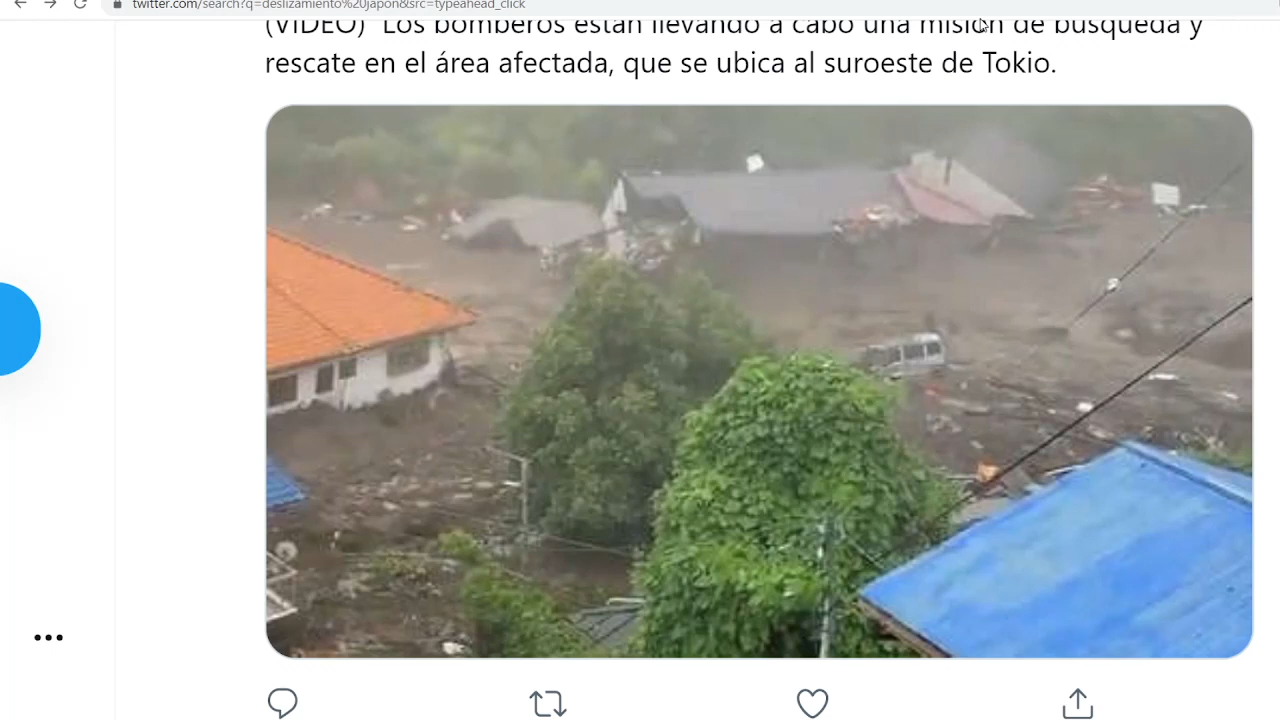 twitter.com/search?q=deslizamiento%20japon&src=typeahead_click
(VIDEO) Los bomberos están llevando a cabo una misión de búsqueda y
rescate en el área afectada, que se ubica al suroeste de Tokio.